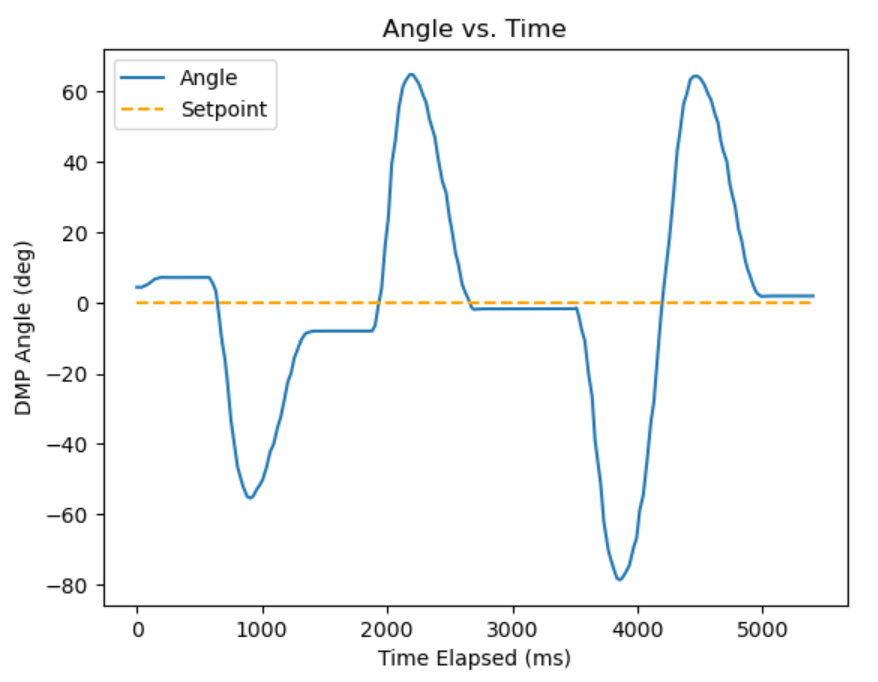 Angle vs. Time
Angle
Setpoint
60
40
20
0
−20
−40
−60
−80
DMP Angle (deg)
0 1000 2000 3000 4000 5000
Time Elapsed (ms)